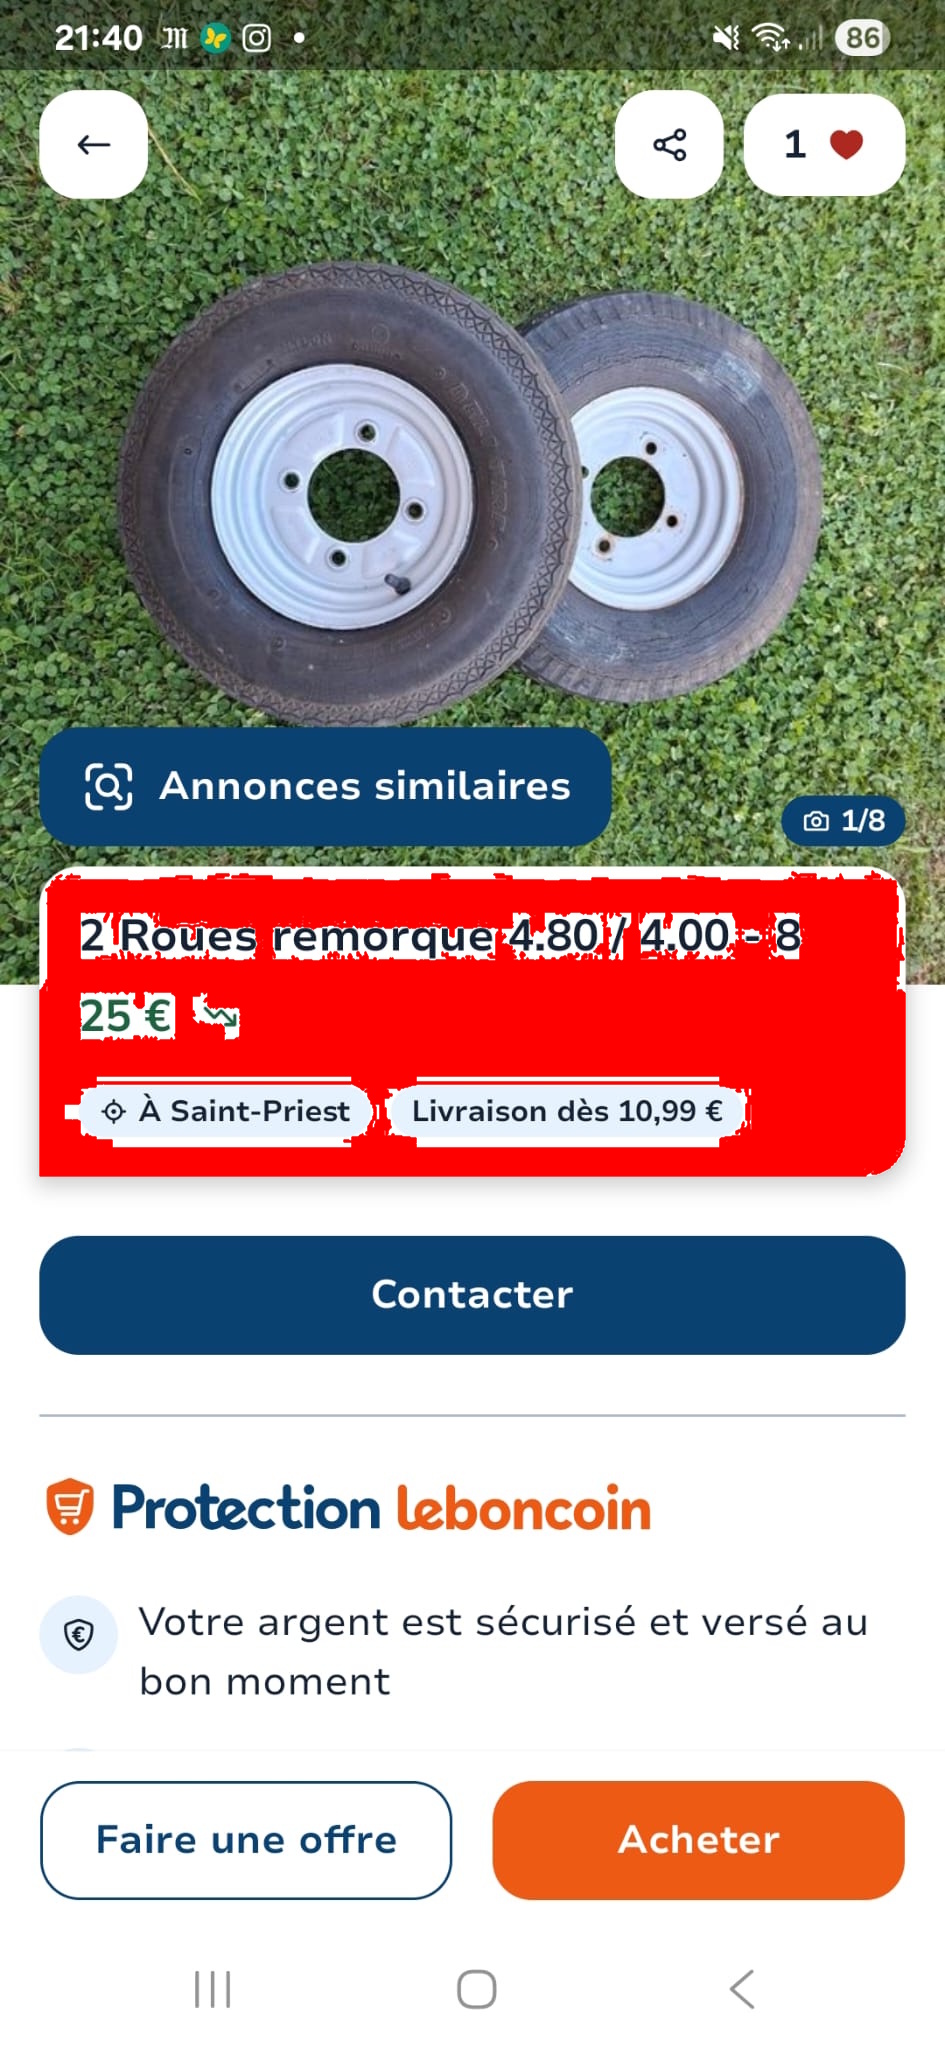 21:40
86
1
Annonces similaires
1/8
2 Roues remorque 4.80 / 4.00 - 8
25 €
À Saint-Priest
Livraison dès 10,99 €
Contacter
Protection leboncoin
Votre argent est sécurisé et versé au
bon moment
Faire une offre
Acheter